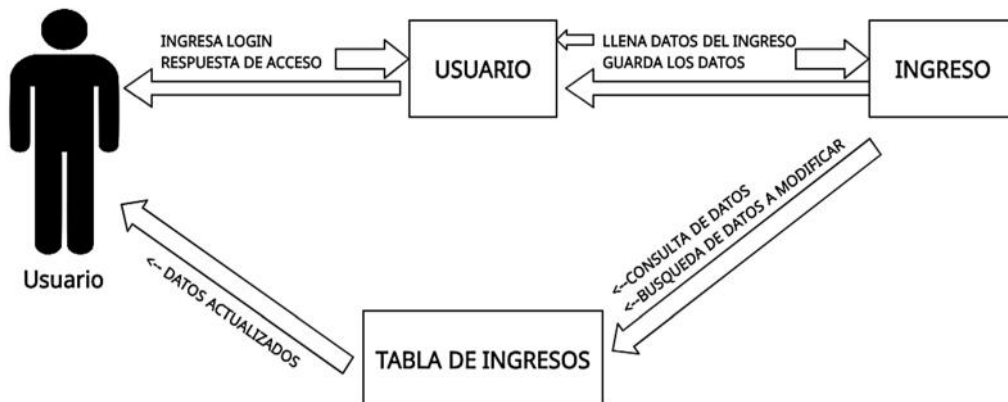 INGRESA LOGIN
RESPUESTA DE ACCESO
USUARIO
LLENA DATOS DEL INGRESO
GUARDA LOS DATOS
INGRESO
Usuario
<--CONSULTA DE DATOS
<--BUSQUEDA DE DATOS A MODIFICAR
<-- DATOS ACTUALIZADOS
TABLA DE INGRESOS